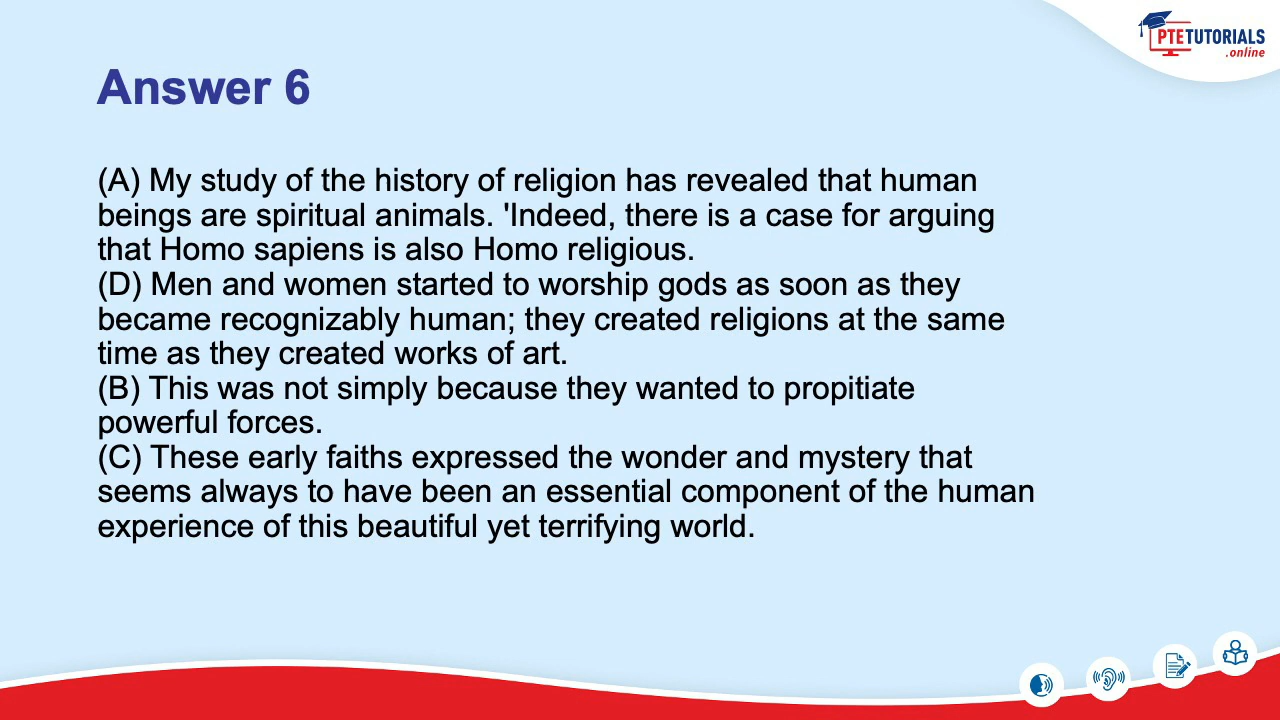 PTETUTORIALS
.online
Answer 6
(A) My study of the history of religion has revealed that human
beings are spiritual animals. 'Indeed, there is a case for arguing
that Homo sapiens is also Homo religious.
(D) Men and women started to worship gods as soon as they
became recognizably human; they created religions at the same
time as they created works of art.
(B) This was not simply because they wanted to propitiate
powerful forces.
(C) These early faiths expressed the wonder and mystery that
seems always to have been an essential component of the human
experience of this beautiful yet terrifying world.